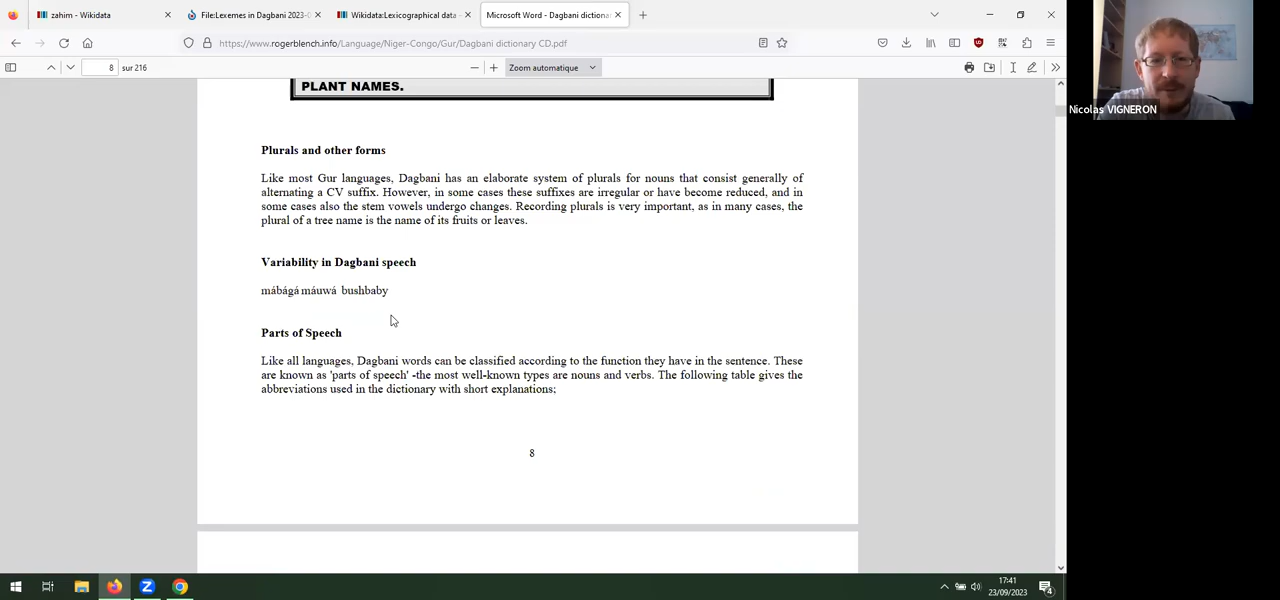 zahim - Wikidata
File:Lexemes in Dagbani 2023-0
Wikidata:Lexicographical data -
Microsoft Word - Dagbani dictionar
https://www.rogerblench.info/Language/Niger-Congo/Gur/Dagbani dictionary CD.pdf
8 sur 216
Zoom automatique
PLANT NAMES.
Plurals and other forms
Like most Gur languages, Dagbani has an elaborate system of plurals for nouns that consist generally of
alternating a CV suffix. However, in some cases these suffixes are irregular or have become reduced, and in
some cases also the stem vowels undergo changes. Recording plurals is very important, as in many cases, the
plural of a tree name is the name of its fruits or leaves.
Variability in Dagbani speech
mábágá máuwá bushbaby
Parts of Speech
Like all languages, Dagbani words can be classified according to the function they have in the sentence. These
are known as 'parts of speech' -the most well-known types are nouns and verbs. The following table gives the
abbreviations used in the dictionary with short explanations;
8
Nicolas VIGNERON
17:41
23/09/2023
4